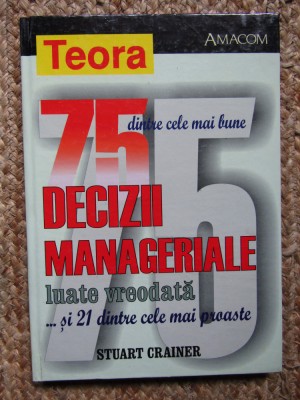 Teora
AMACOM
75
dintre cele mai bune
DECIZII
MANAGERIALE
luate vreodată
... și 21 dintre cele mai proaste
STUART CRAINER